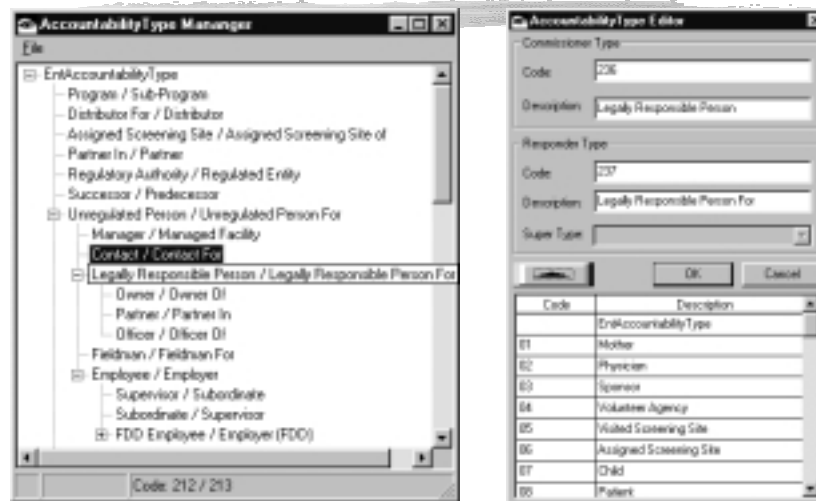 AccountabilityType Mananger
File
EntAccountabilityType
Program / Sub-Program
Distributor For / Distributor
Assigned Screening Site / Assigned Screening Site of
Partner In / Partner
Regulatory Authority / Regulated Entity
Successor / Predecessor
Unregulated Person / Unregulated Person For
Manager / Managed Facility
Contact / Contact For
Legally Responsible Person / Legally Responsible Person For
Owner / Owner Of
Partner / Partner In
Officer / Officer Of
Fieldman / Fieldman For
Employee / Employer
Supervisor / Subordinate
Subordinate / Supervisor
FDD Employee / Employer (FDD)
Code: 212 / 213
AccountabilityType Editor
Commissioner Type
Code 236
Description Legally Responsible Person
Responder Type
Code 237
Description Legally Responsible Person For
Super Type
OK Cancel
Code Description
EntAccountabilityType
01 Mother
02 Physician
03 Sponsor
04 Volunteer Agency
05 Visited Screening Site
06 Assigned Screening Site
07 Child
08 Patient